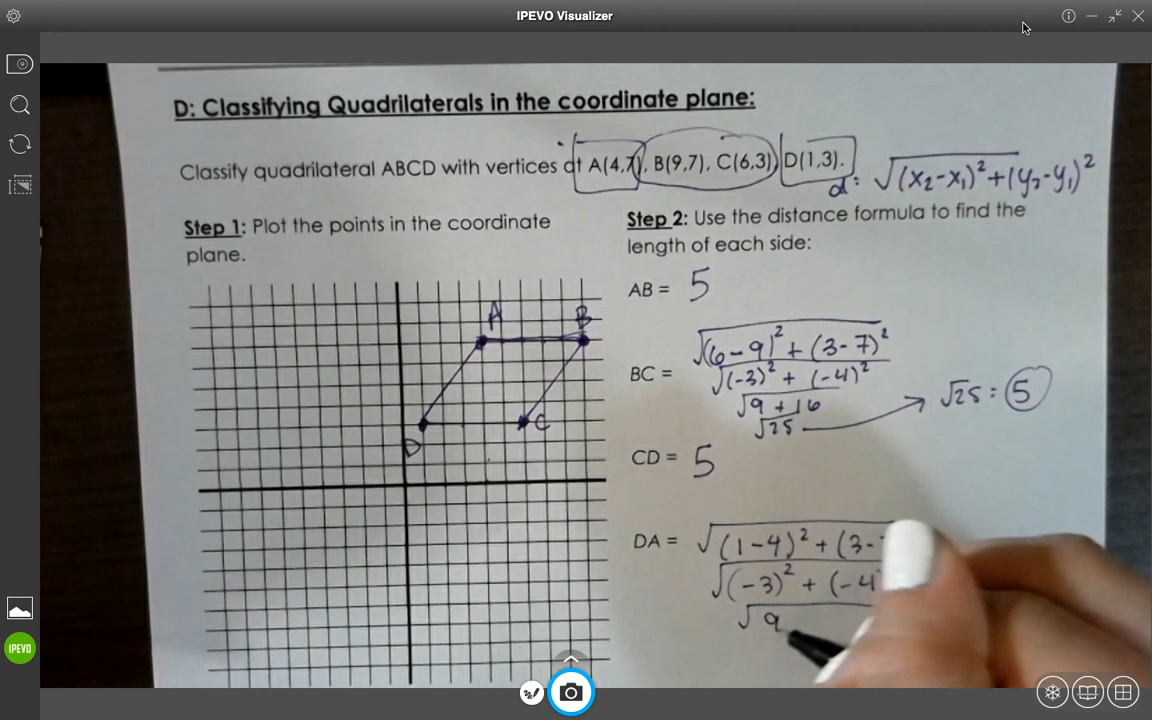 IPEVO Visualizer
D: Classifying Quadrilaterals in the coordinate plane:
Classify quadrilateral ABCD with vertices at A(4,7), B(9,7), C(6,3), D(1,3).
d = √(x₂-x₁)²+(y₂-y₁)²
Step 1: Plot the points in the coordinate
plane.
A
B
C
D
Step 2: Use the distance formula to find the
length of each side:
AB = 5
BC = √(6-9)² + (3-7)²
√(-3)² + (-4)²
√9 + 16
√25 → √25 = 5
CD = 5
DA = √(1-4)² + (3-
√(-3)² + (-4
√9
IPEVO